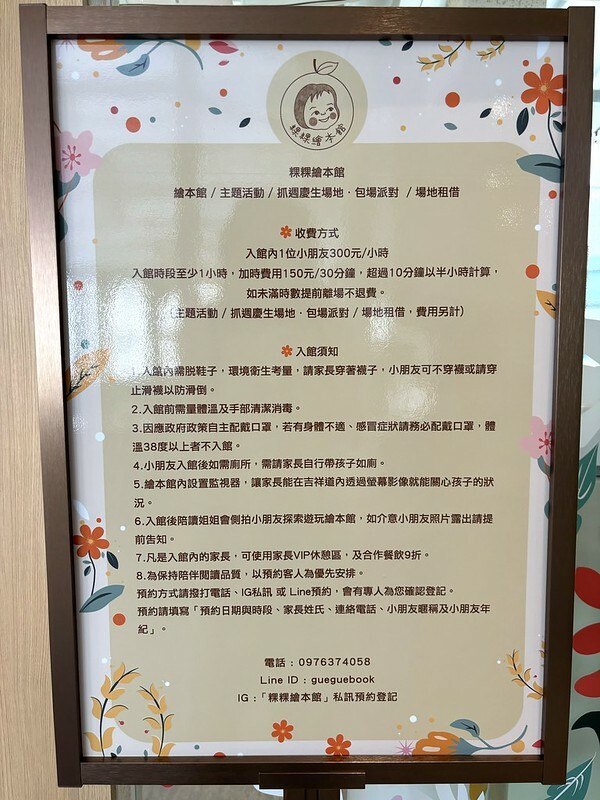 粿粿繪本館
粿粿繪本館
繪本館 / 主題活動 / 抓週慶生場地‧包場派對 / 場地租借
收費方式
入館內1位小朋友300元/小時
入館時段至少1小時，加時費用150元/30分鐘，超過10分鐘以半小時計算，
如未滿時數提前離場不退費。
（主題活動 / 抓週慶生場地‧包場派對 / 場地租借，費用另計）
入館須知
1.入館內需脫鞋子，環境衛生考量，請家長穿著襪子，小朋友可不穿襪或請穿
止滑襪以防滑倒。
2.入館前需量體溫及手部清潔消毒。
3.因應政府政策自主配戴口罩，若有身體不適、感冒症狀請務必配戴口罩，體
溫38度以上者不入館。
4.小朋友入館後如需廁所，需請家長自行帶孩子如廁。
5.繪本館內設置監視器，讓家長能在吉祥道內透過螢幕影像就能關心孩子的狀
況。
6.入館後陪讀姐姐會側拍小朋友探索遊玩繪本館，如介意小朋友照片露出請提
前告知。
7.凡是入館內的家長，可使用家長VIP休憩區，及合作餐飲9折。
8.為保持陪伴閱讀品質，以預約客人為優先安排。
預約方式請撥打電話、IG私訊 或 Line預約，會有專人為您確認登記。
預約請填寫「預約日期與時段、家長姓氏、連絡電話、小朋友暱稱及小朋友年
紀」。
電話：0976374058
Line ID：gueguebook
IG：「粿粿繪本館」私訊預約登記